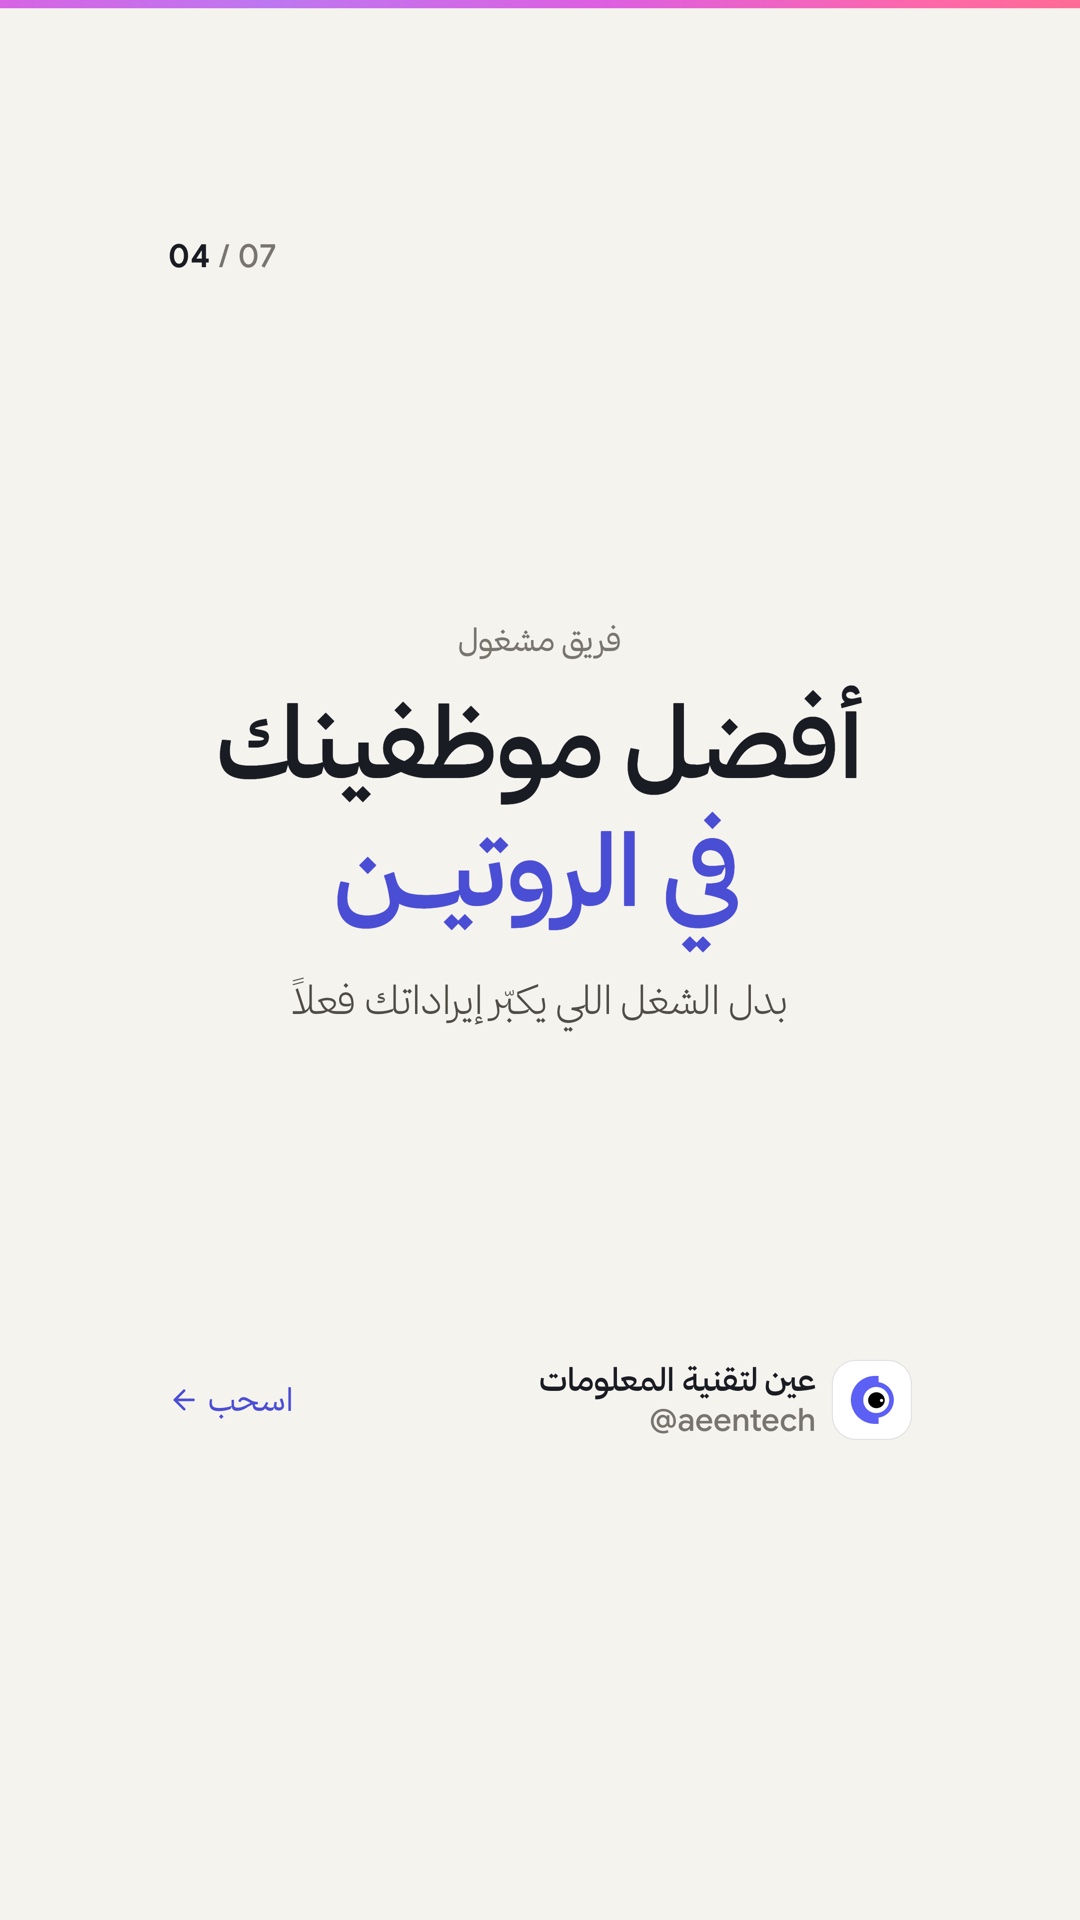 04 / 07
فريق مشغول
أفضل موظفينك
في الروتيـن
بدل الشغل اللي يكبّر إيراداتك فعلاً
عين لتقنية المعلومات
@aeentech
اسحب ←